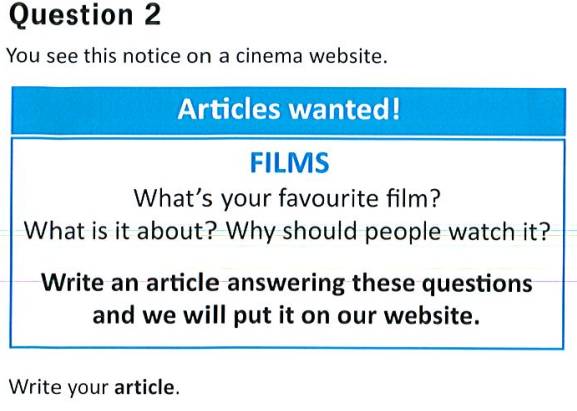 Question 2
You see this notice on a cinema website.
Articles wanted!
FILMS
What's your favourite film?
What is it about? Why should people watch it?
Write an article answering these questions
and we will put it on our website.
Write your article.